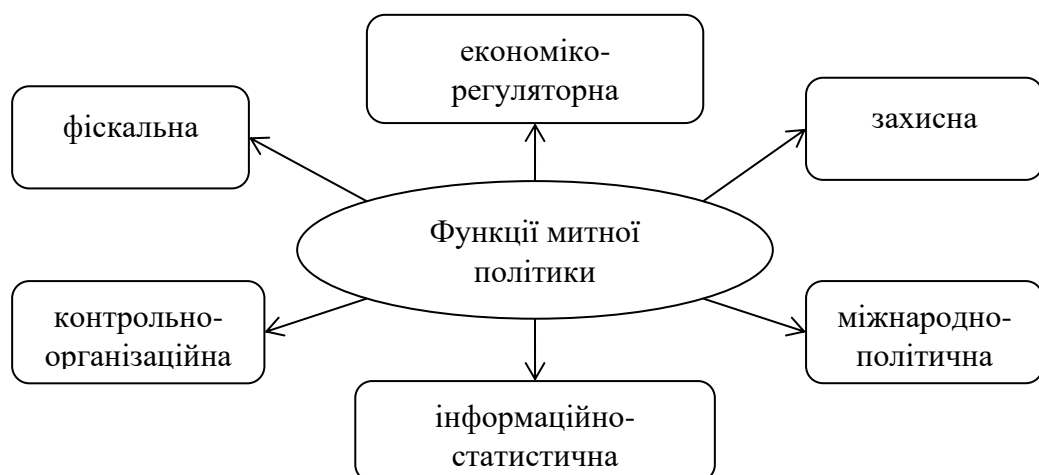 економіко-
регуляторна
фіскальна
захисна
Функції митної
політики
контрольно-
організаційна
міжнародно-
політична
інформаційно-
статистична